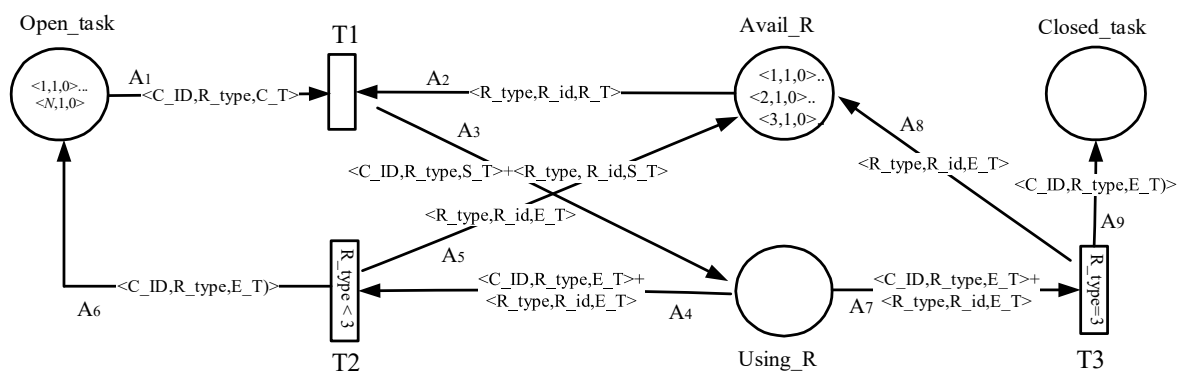 Open_task
T1
Avail_R
Closed_task
<1,1,0>...
<N,1,0>
A1
<C_ID,R_type,C_T>
A2
<R_type,R_id,R_T>
<1,1,0>..
<2,1,0>..
<3,1,0>..
A3
A8
<R_type,R_id,E_T>
<C_ID,R_type,S_T>+<R_type, R_id,S_T>
<C_ID,R_type,E_T)>
<R_type,R_id,E_T>
A9
A5
R_type < 3
<C_ID,R_type,E_T>+
<R_type,R_id,E_T>
A4
<C_ID,R_type,E_T>+
<R_type,R_id,E_T>
A7
R_type=3
<C_ID,R_type,E_T)>
A6
T2
Using_R
T3